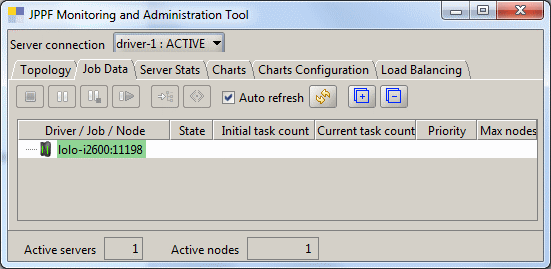 JPPF Monitoring and Administration Tool
Server connection driver-1 : ACTIVE
Topology Job Data Server Stats Charts Charts Configuration Load Balancing
Auto refresh
Driver / Job / Node State Initial task count Current task count Priority Max nodes
lolo-i2600:11198
Active servers 1 Active nodes 1